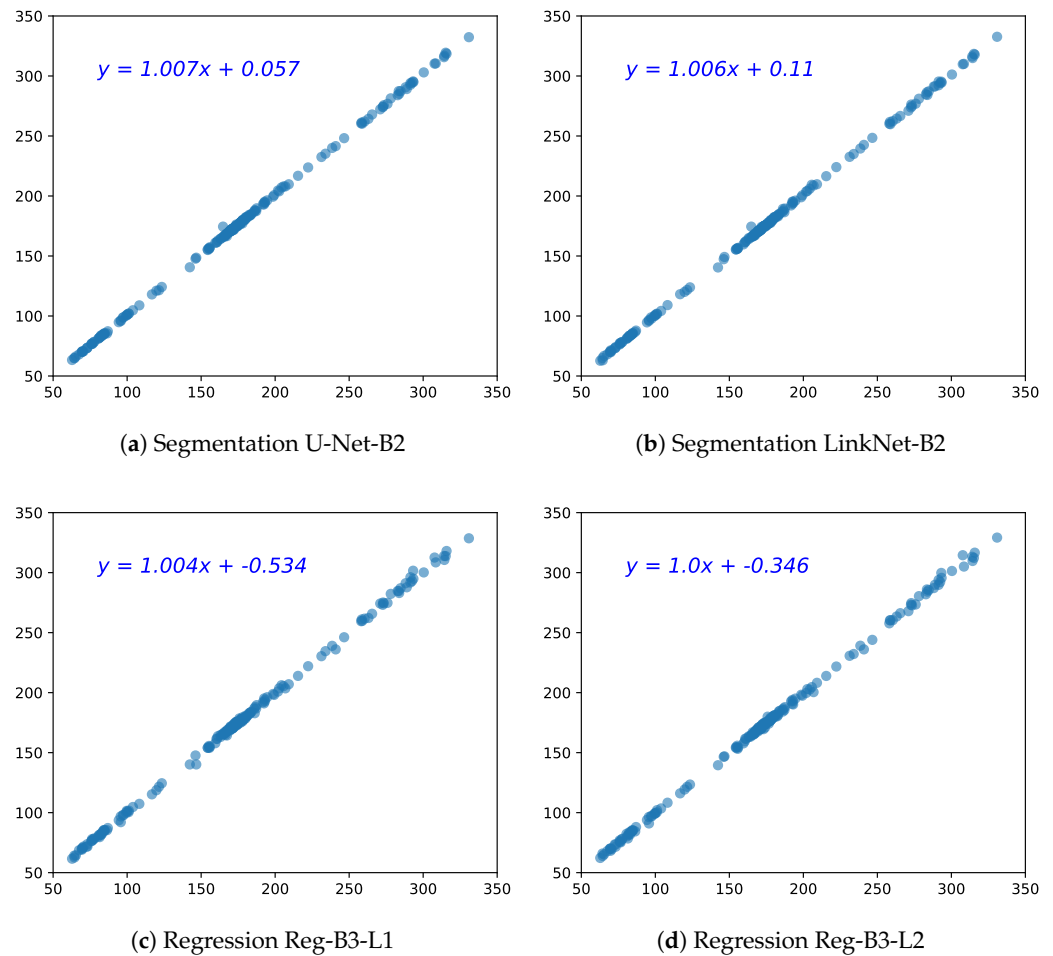 350
300
250
200
150
100
50
y = 1.007x + 0.057
50 100 150 200 250 300 350
(a) Segmentation U-Net-B2
350
300
250
200
150
100
50
y = 1.006x + 0.11
50 100 150 200 250 300 350
(b) Segmentation LinkNet-B2
350
300
250
200
150
100
50
y = 1.004x + -0.534
50 100 150 200 250 300 350
(c) Regression Reg-B3-L1
350
300
250
200
150
100
50
y = 1.0x + -0.346
50 100 150 200 250 300 350
(d) Regression Reg-B3-L2